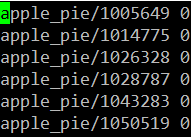 apple_pie/1005649 0
apple_pie/1014775 0
apple_pie/1026328 0
apple_pie/1028787 0
apple_pie/1043283 0
apple_pie/1050519 0